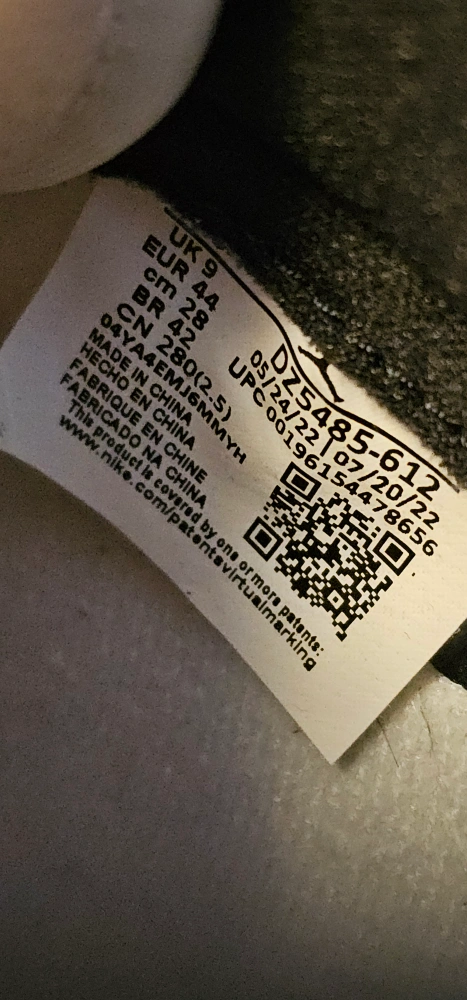 UK 9
EUR 44
cm 28
BR 42
CN 280(2.5)
04YA4EMJ6MMYH
MADE IN CHINA
HECHO EN CHINA
FABRIQUE EN CHINE
FABRICADO NA CHINA
This product is covered by one or more patents:
www.nike.com/patentsvirtualmarking
DZ5485-612
05/24/22 | 07/20/22
UPC 00196154478656